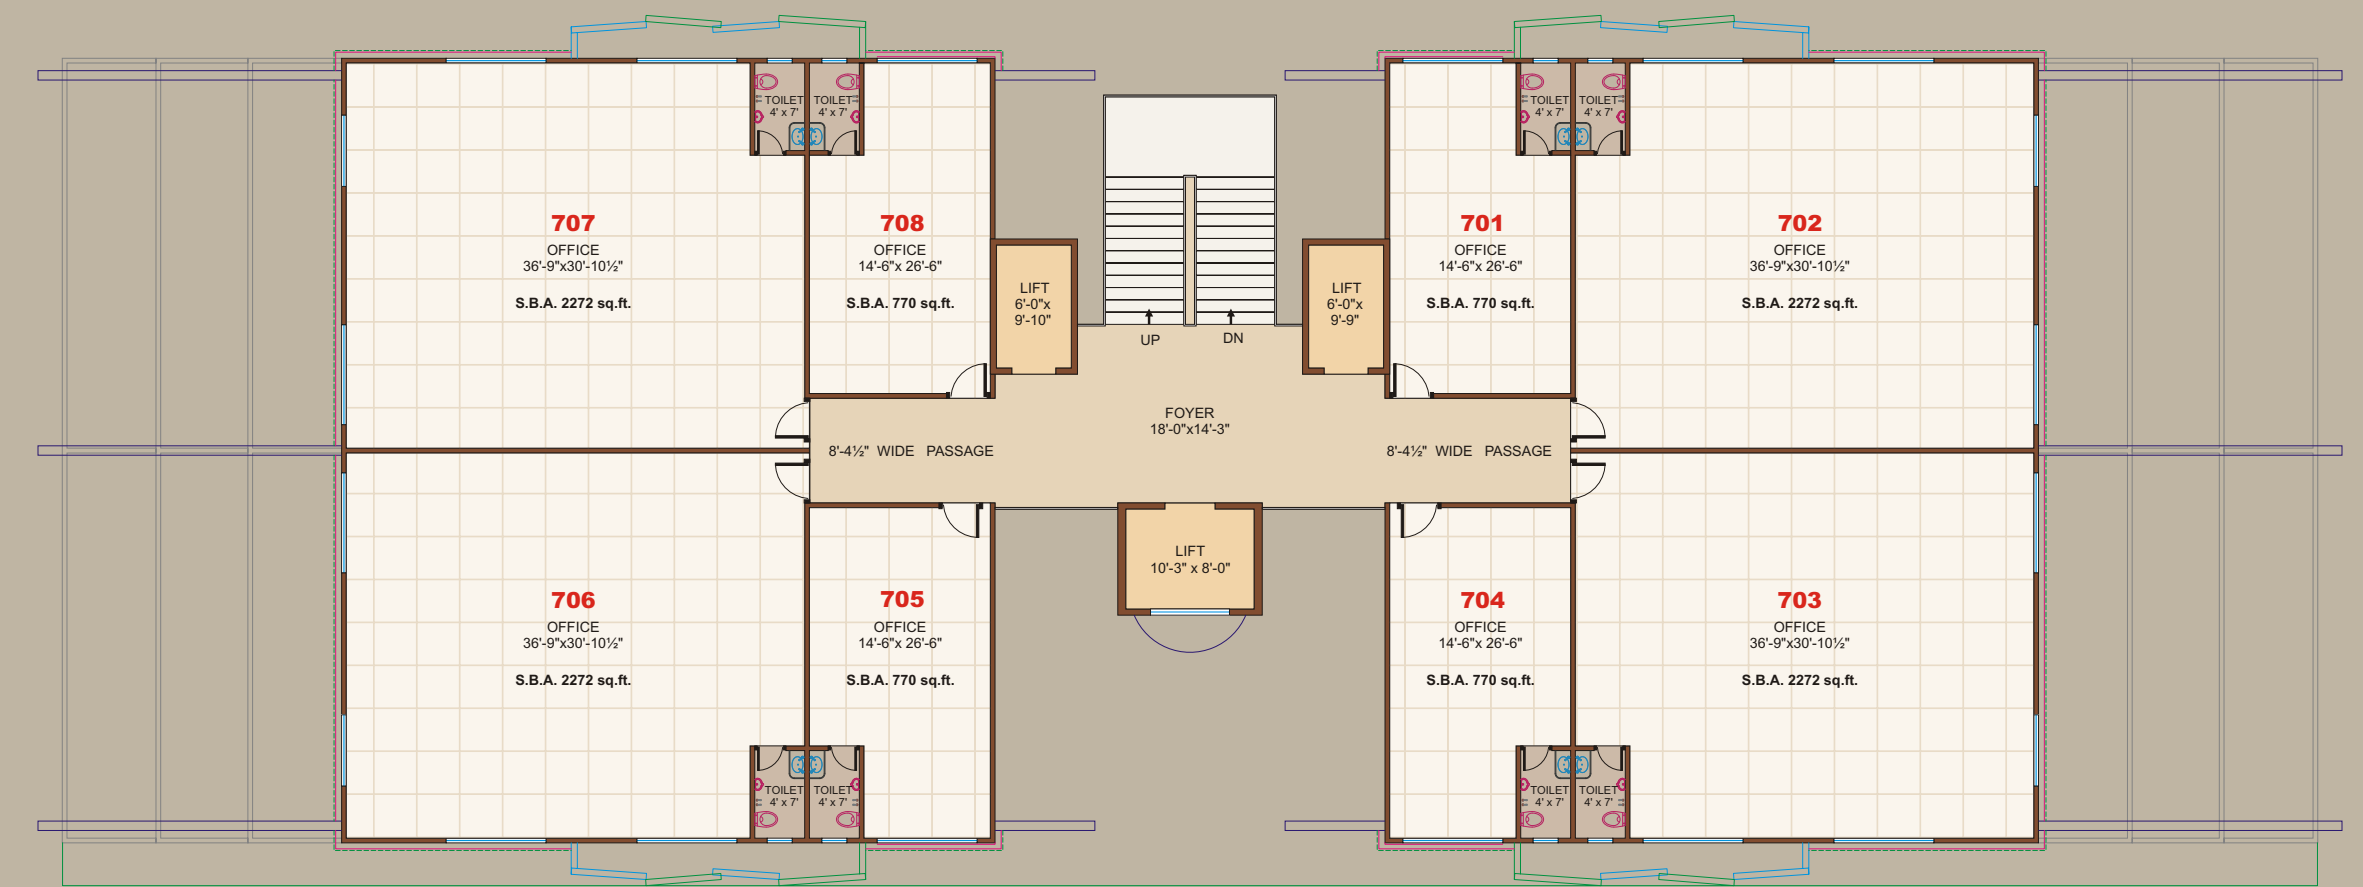 TOILET
4' x 7'
TOILET
4' x 7'
TOILET
4' x 7'
TOILET
4' x 7'
707
OFFICE
36'-9"x30'-10½"
S.B.A. 2272 sq.ft.
708
OFFICE
14'-6"x 26'-6"
S.B.A. 770 sq.ft.
701
OFFICE
14'-6"x 26'-6"
S.B.A. 770 sq.ft.
702
OFFICE
36'-9"x30'-10½"
S.B.A. 2272 sq.ft.
LIFT
6'-0"x
9'-10"
UP
DN
LIFT
6'-0"x
9'-9"
FOYER
18'-0"x14'-3"
8'-4½" WIDE PASSAGE
8'-4½" WIDE PASSAGE
LIFT
10'-3" x 8'-0"
706
OFFICE
36'-9"x30'-10½"
S.B.A. 2272 sq.ft.
705
OFFICE
14'-6"x 26'-6"
S.B.A. 770 sq.ft.
704
OFFICE
14'-6"x 26'-6"
S.B.A. 770 sq.ft.
703
OFFICE
36'-9"x30'-10½"
S.B.A. 2272 sq.ft.
TOILET
4' x 7'
TOILET
4' x 7'
TOILET
4' x 7'
TOILET
4' x 7'